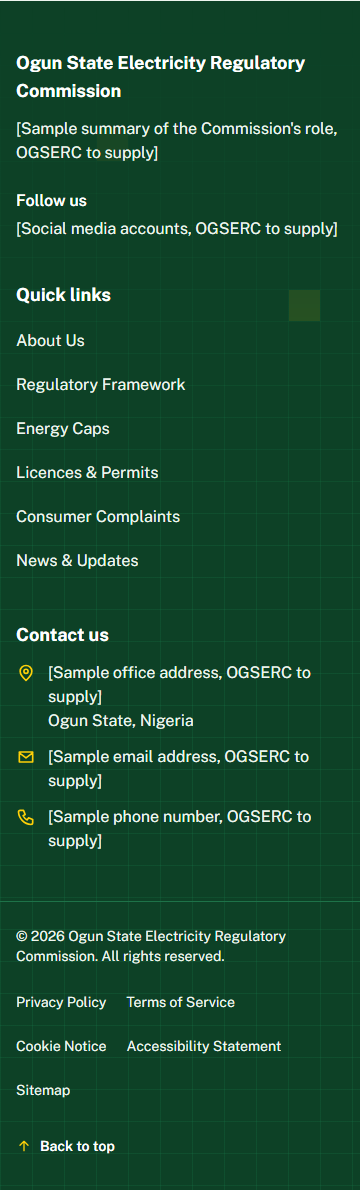 Ogun State Electricity Regulatory
Commission
[Sample summary of the Commission's role,
OGSERC to supply]
Follow us
[Social media accounts, OGSERC to supply]
Quick links
About Us
Regulatory Framework
Energy Caps
Licences & Permits
Consumer Complaints
News & Updates
Contact us
[Sample office address, OGSERC to
supply]
Ogun State, Nigeria
[Sample email address, OGSERC to
supply]
[Sample phone number, OGSERC to
supply]
© 2026 Ogun State Electricity Regulatory
Commission. All rights reserved.
Privacy Policy Terms of Service
Cookie Notice Accessibility Statement
Sitemap
Back to top